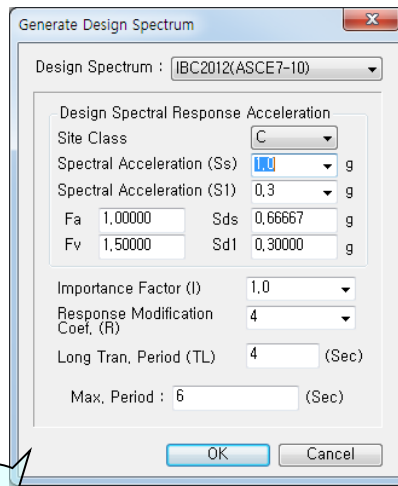 Generate Design Spectrum
Design Spectrum : IBC2012(ASCE7-10)
Design Spectral Response Acceleration
Site Class C
Spectral Acceleration (Ss) 1,0 g
Spectral Acceleration (S1) 0,3 g
Fa 1,00000 Sds 0,66667 g
Fv 1,50000 Sd1 0,30000 g
Importance Factor (I) 1,0
Response Modification
Coef, (R) 4
Long Tran, Period (TL) 4 (Sec)
Max, Period : 6 (Sec)
OK Cancel